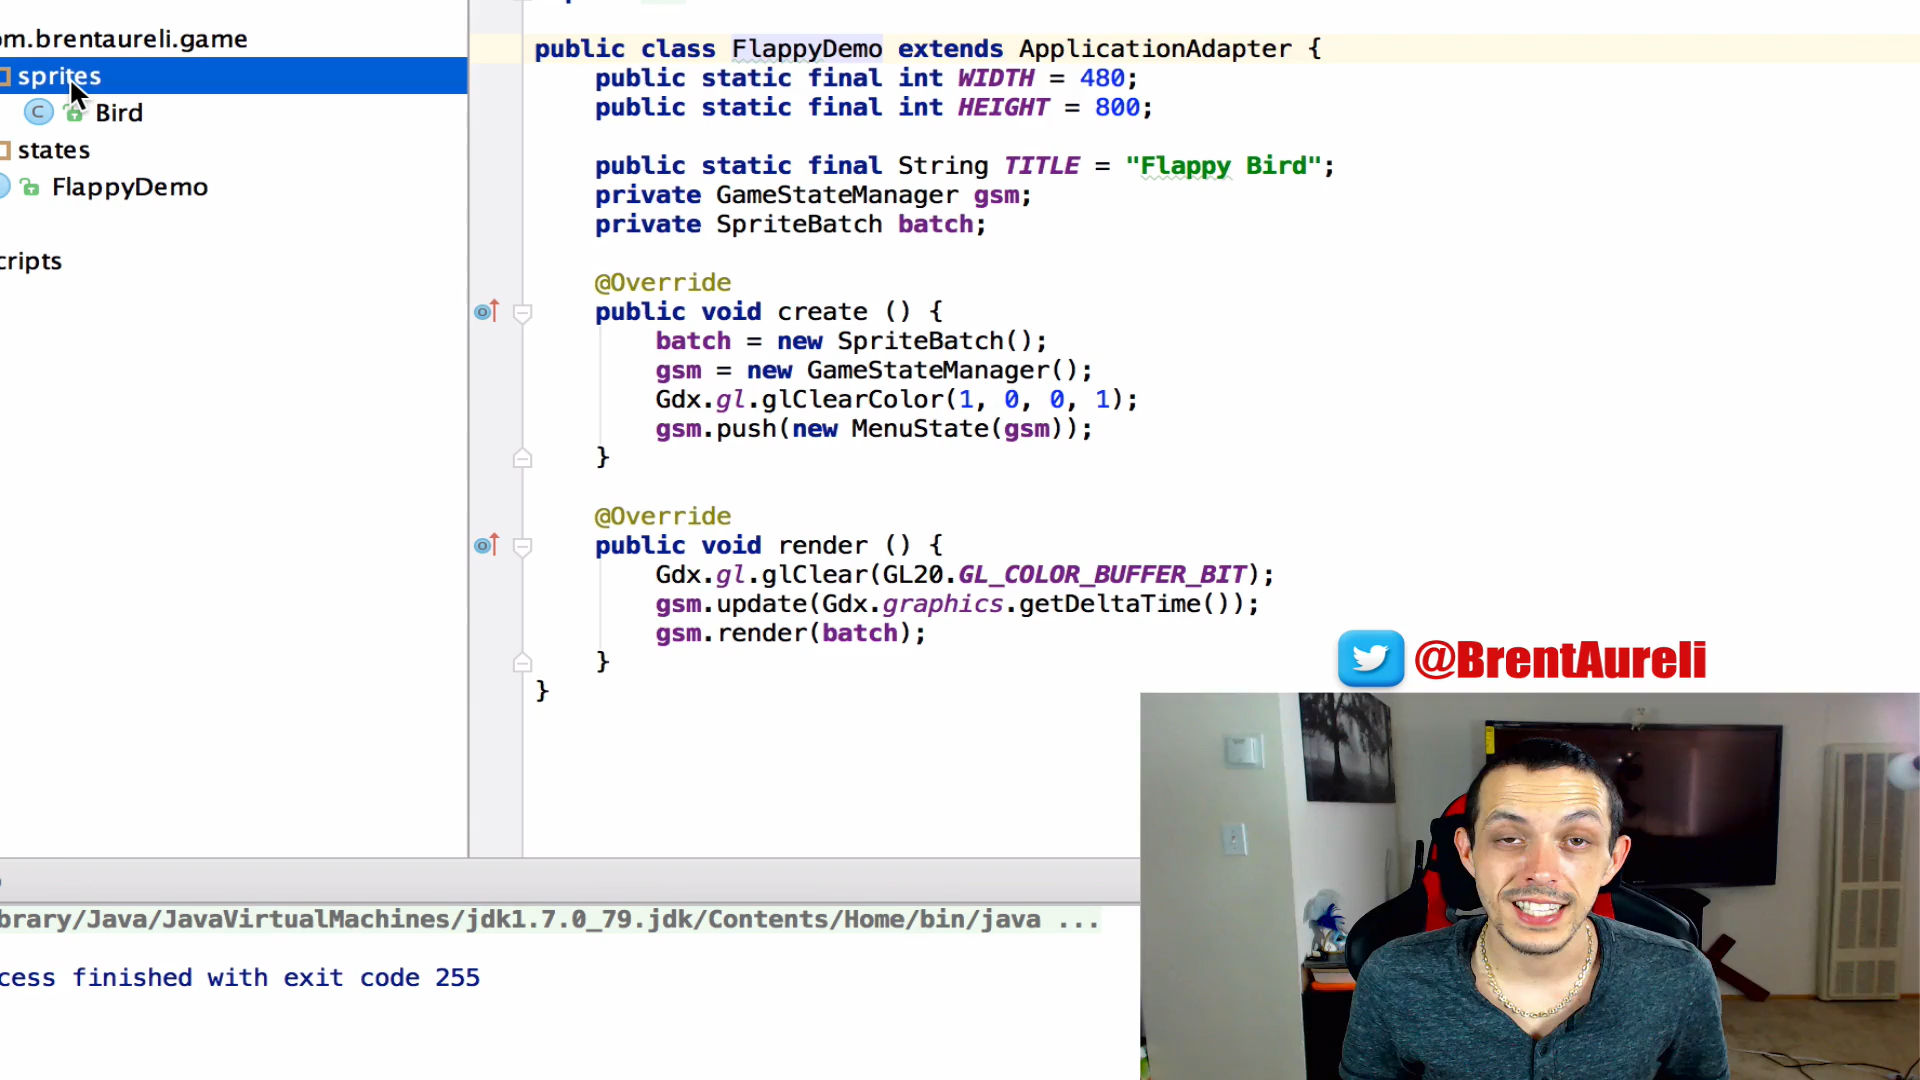 om.brentaureli.game
sprites
Bird
states
FlappyDemo
cripts
public class FlappyDemo extends ApplicationAdapter {
public static final int WIDTH = 480;
public static final int HEIGHT = 800;
public static final String TITLE = "Flappy Bird";
private GameStateManager gsm;
private SpriteBatch batch;
@Override
public void create () {
batch = new SpriteBatch();
gsm = new GameStateManager();
Gdx.gl.glClearColor(1, 0, 0, 1);
gsm.push(new MenuState(gsm));
}
@Override
public void render () {
Gdx.gl.glClear(GL20.GL_COLOR_BUFFER_BIT);
gsm.update(Gdx.graphics.getDeltaTime());
gsm.render(batch);
}
}
@BrentAureli
brary/Java/JavaVirtualMachines/jdk1.7.0_79.jdk/Contents/Home/bin/java ...
cess finished with exit code 255